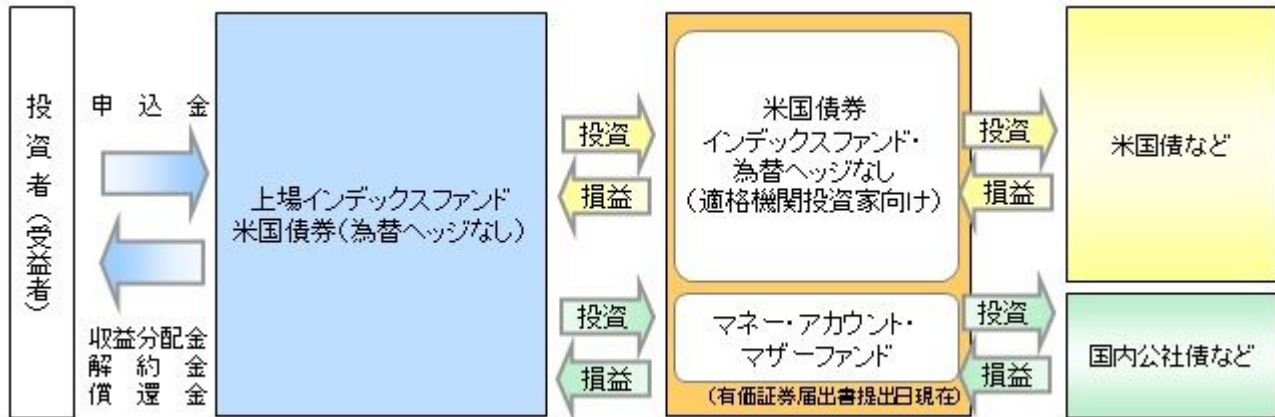 投資者(受益者)
申込金
収益分配金
解約金
償還金
上場インデックスファンド
米国債券(為替ヘッジなし)
投資
損益
投資
損益
米国債券
インデックスファンド・
為替ヘッジなし
(適格機関投資家向け)
マネー・アカウント・
マザーファンド
(有価証券届出書提出日現在)
投資
損益
投資
損益
米国債など
国内公社債など